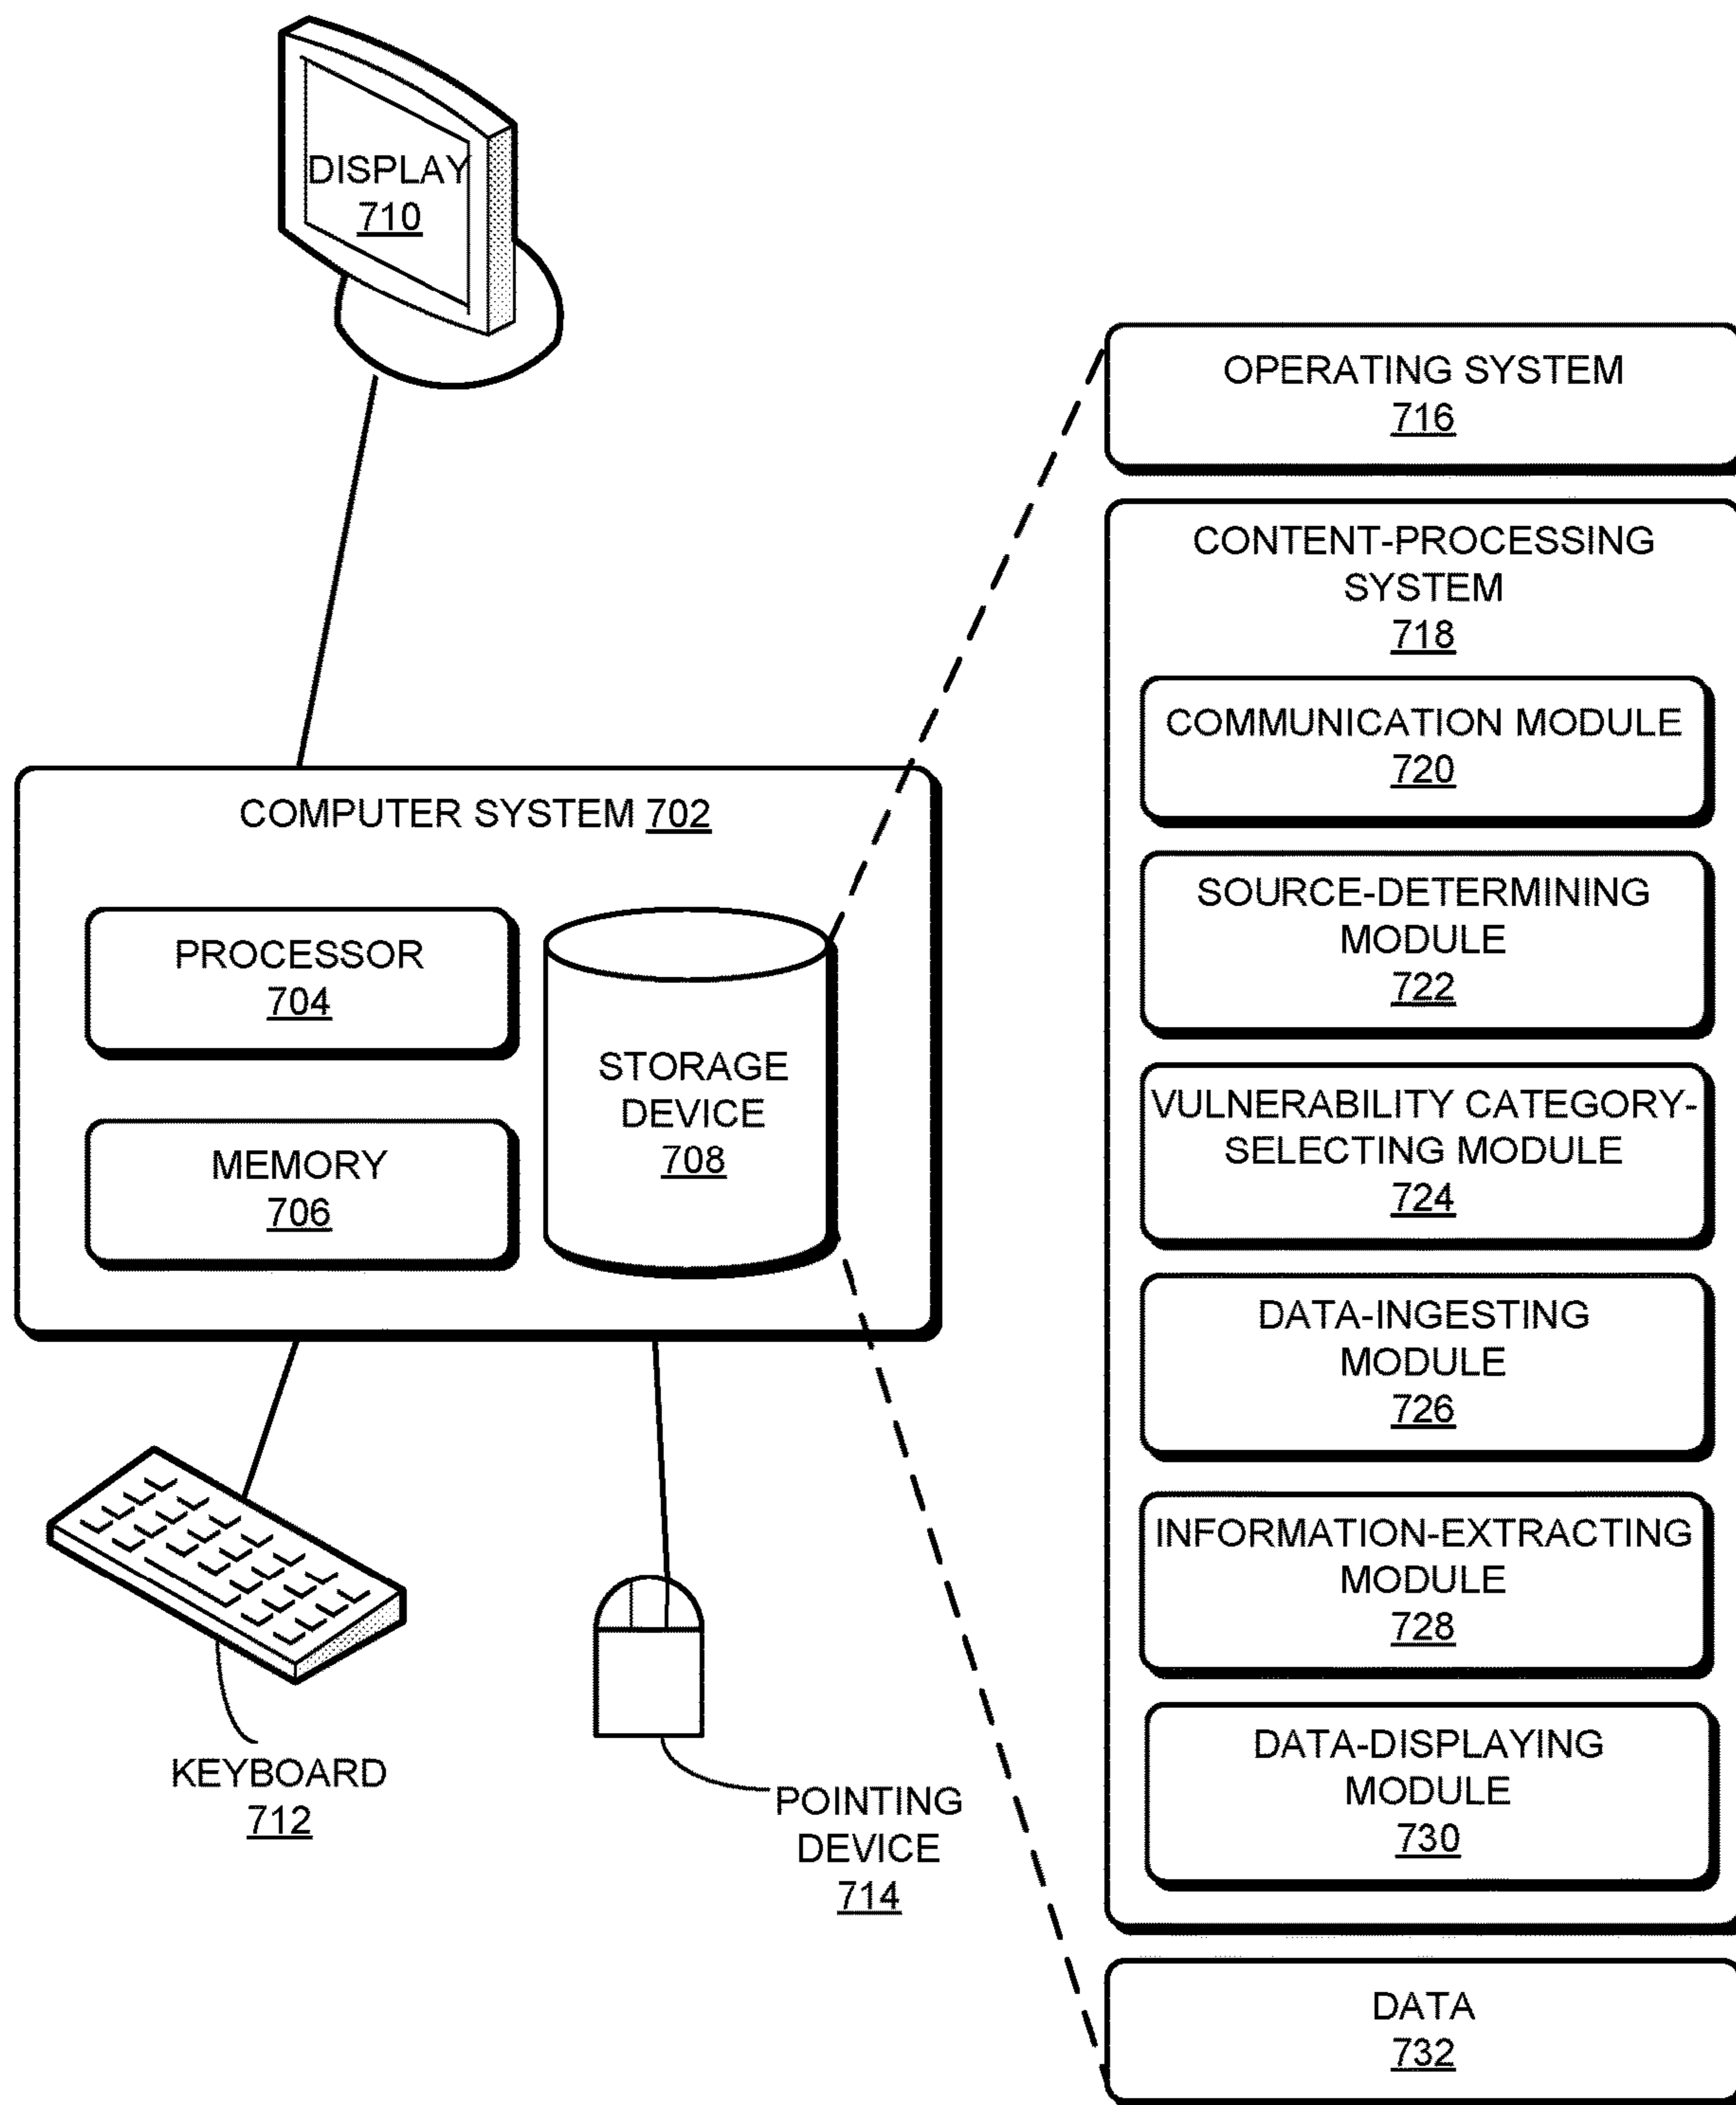 DISPLAY
710
COMPUTER SYSTEM 702
PROCESSOR
704
MEMORY
706
STORAGE
DEVICE
708
KEYBOARD
712
POINTING
DEVICE
714
OPERATING SYSTEM
716
CONTENT-PROCESSING
SYSTEM
718
COMMUNICATION MODULE
720
SOURCE-DETERMINING
MODULE
722
VULNERABILITY CATEGORY-
SELECTING MODULE
724
DATA-INGESTING
MODULE
726
INFORMATION-EXTRACTING
MODULE
728
DATA-DISPLAYING
MODULE
730
DATA
732